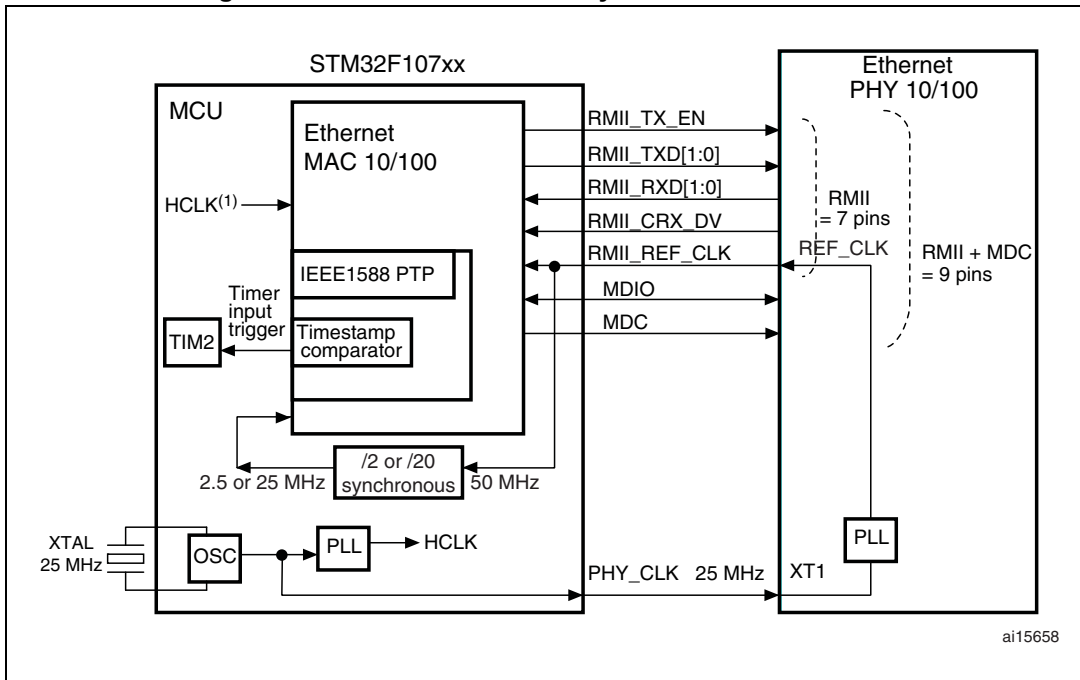 STM32F107xx
MCU
Ethernet
MAC 10/100
HCLK(1)
IEEE1588 PTP
Timer
input
trigger
TIM2
Timestamp
comparator
/2 or /20
synchronous
2.5 or 25 MHz
50 MHz
XTAL
25 MHz
OSC
PLL
HCLK
RMII_TX_EN
RMII_TXD[1:0]
RMII_RXD[1:0]
RMII_CRX_DV
RMII_REF_CLK
MDIO
MDC
PHY_CLK 25 MHz
Ethernet
PHY 10/100
RMII
= 7 pins
REF_CLK
RMII + MDC
= 9 pins
PLL
XT1
ai15658